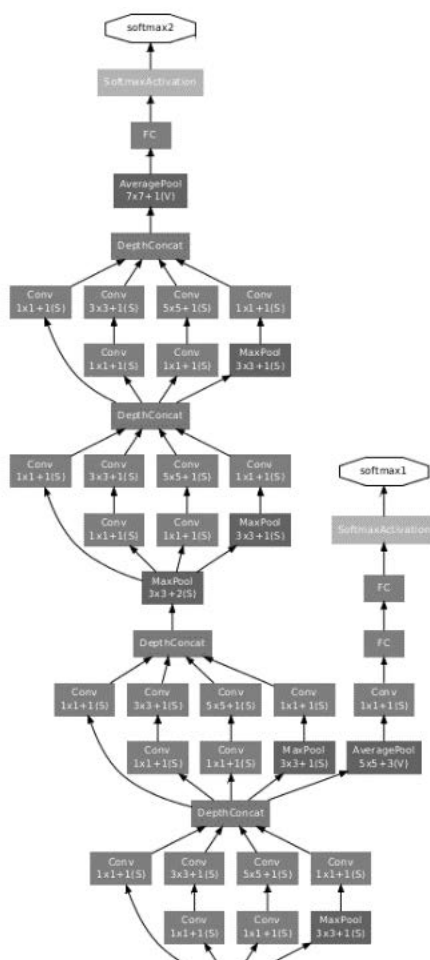 softmax2
SoftmaxActivation
FC
AveragePool
7x7+1(V)
DepthConcat
Conv
1x1+1(S)
Conv
3x3+1(S)
Conv
5x5+1(S)
Conv
1x1+1(S)
Conv
1x1+1(S)
Conv
1x1+1(S)
MaxPool
3x3+1(S)
DepthConcat
Conv
1x1+1(S)
Conv
3x3+1(S)
Conv
5x5+1(S)
Conv
1x1+1(S)
softmax1
Conv
1x1+1(S)
Conv
1x1+1(S)
MaxPool
3x3+1(S)
SoftmaxActivation
MaxPool
3x3+2(S)
FC
DepthConcat
FC
Conv
1x1+1(S)
Conv
3x3+1(S)
Conv
5x5+1(S)
Conv
1x1+1(S)
Conv
1x1+1(S)
Conv
1x1+1(S)
Conv
1x1+1(S)
MaxPool
3x3+1(S)
AveragePool
5x5+3(V)
DepthConcat
Conv
1x1+1(S)
Conv
3x3+1(S)
Conv
5x5+1(S)
Conv
1x1+1(S)
Conv
1x1+1(S)
Conv
1x1+1(S)
MaxPool
3x3+1(S)